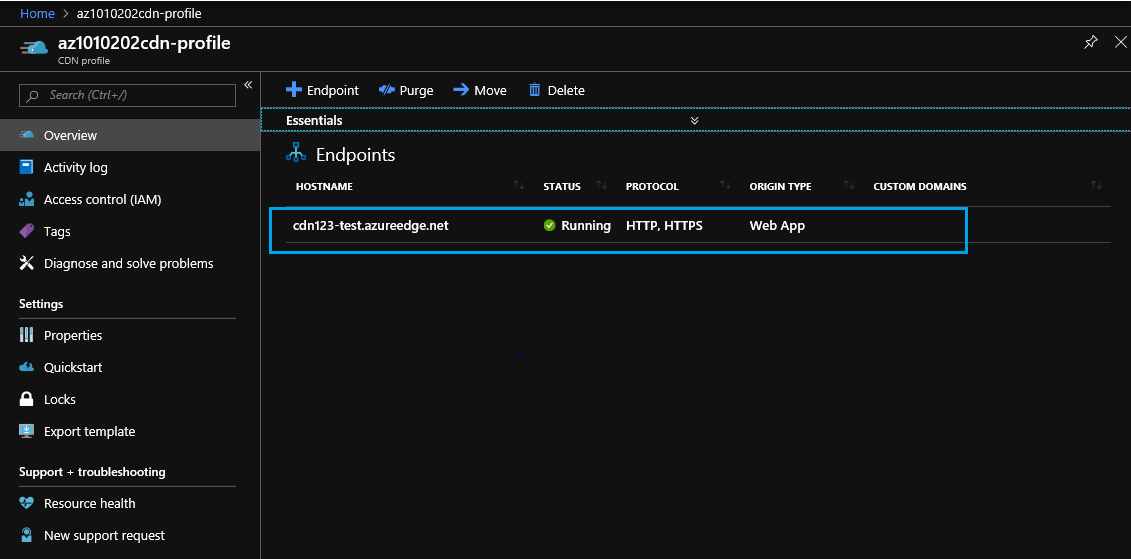 Home > az1010202cdn-profile
az1010202cdn-profile
CDN profile
Search (Ctrl+/)
Overview
Activity log
Access control (IAM)
Tags
Diagnose and solve problems
Settings
Properties
Quickstart
Locks
Export template
Support + troubleshooting
Resource health
New support request
Endpoint Purge Move Delete
Essentials
Endpoints
HOSTNAME STATUS PROTOCOL ORIGIN TYPE CUSTOM DOMAINS
cdn123-test.azureedge.net Running HTTP, HTTPS Web App